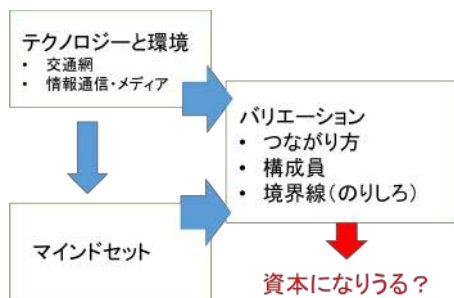 テクノロジーと環境
• 交通網
• 情報通信・メディア
バリエーション
• つながり方
• 構成員
• 境界線(のりしろ)
マインドセット
資本になりうる？